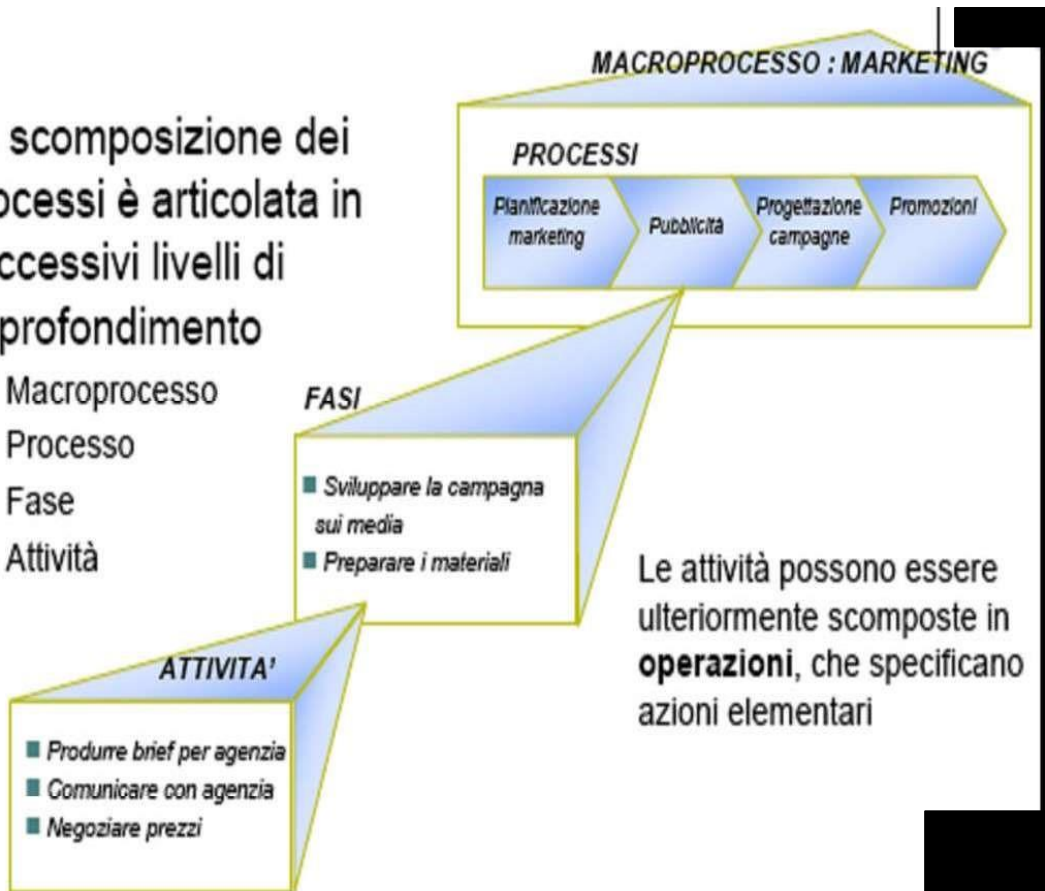 scomposizione dei
ocessi è articolata in
ccessivi livelli di
profondimento
Macroprocesso
Processo
Fase
Attività
MACROPROCESSO : MARKETING
PROCESSI
Pianificazione
marketing
Pubblicità
Progettazione
campagne
Promozioni
FASI
Sviluppare la campagna
sui media
Preparare i materiali
ATTIVITA'
Produrre brief per agenzia
Comunicare con agenzia
Negoziare prezzi
Le attività possono essere
ulteriormente scomposte in
operazioni, che specificano
azioni elementari